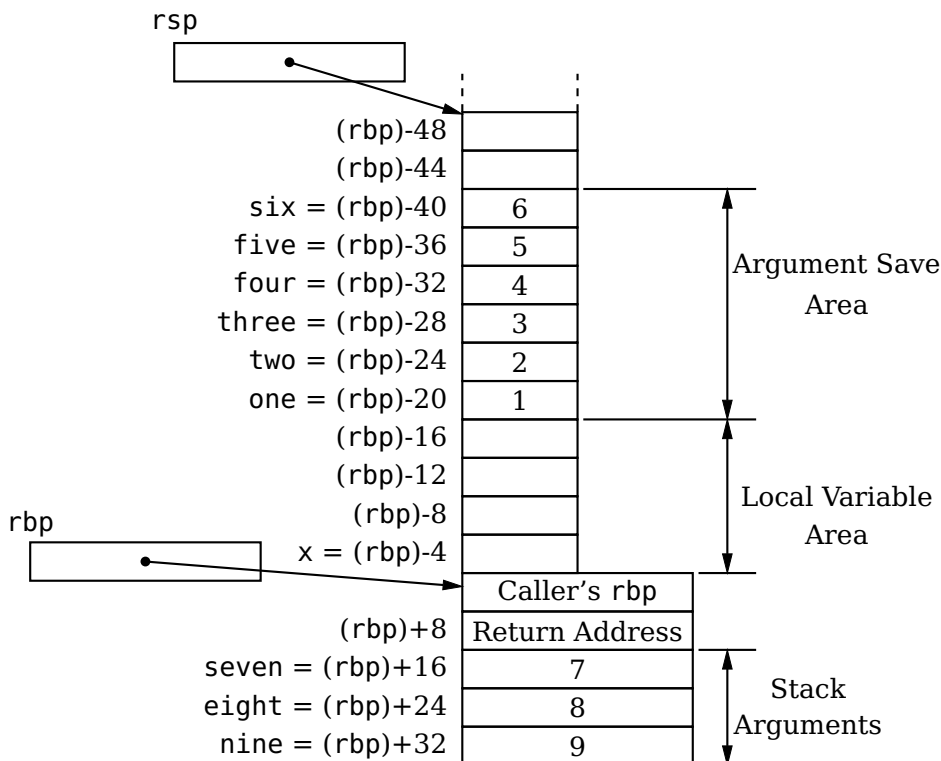 rsp
(rbp)-48
(rbp)-44
six = (rbp)-40 6
five = (rbp)-36 5
four = (rbp)-32 4
three = (rbp)-28 3
two = (rbp)-24 2
one = (rbp)-20 1
Argument Save
Area
(rbp)-16
(rbp)-12
(rbp)-8
x = (rbp)-4
Local Variable
Area
rbp
Caller’s rbp
(rbp)+8 Return Address
seven = (rbp)+16 7
eight = (rbp)+24 8
nine = (rbp)+32 9
Stack
Arguments